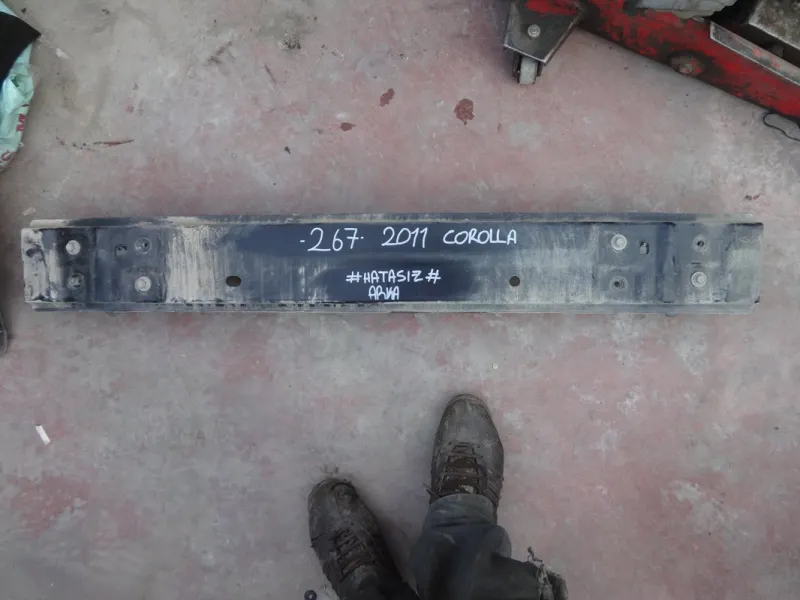 ·267· 2011 COROLLA
#HATASIZ#
ARKA